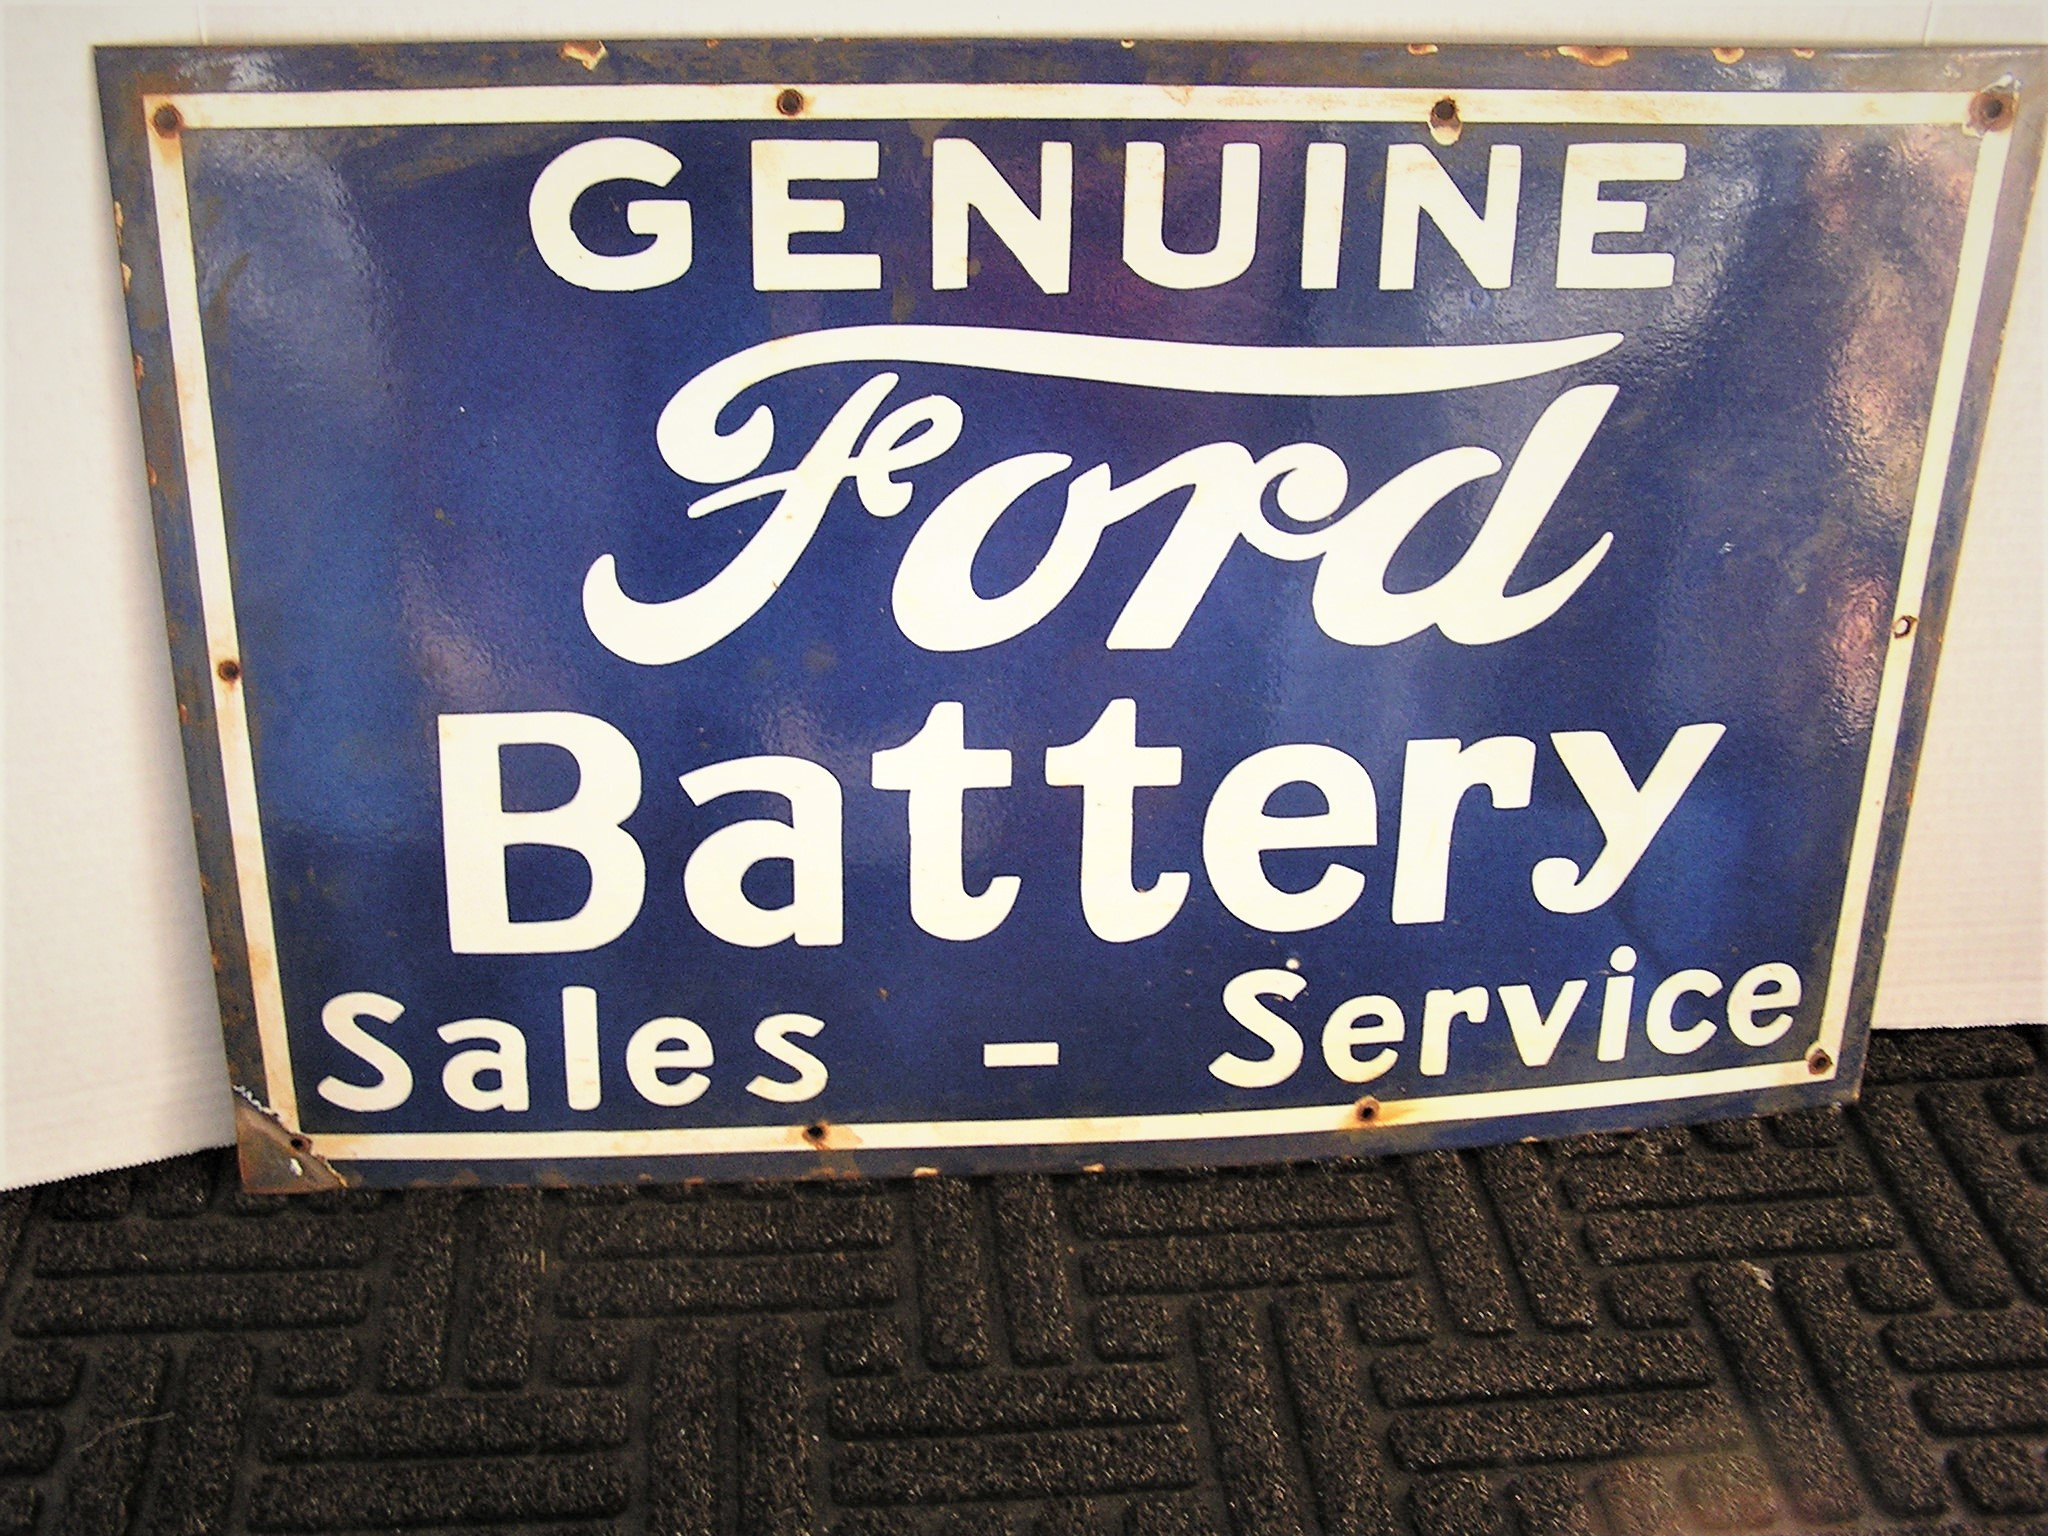 GENUINE
Ford
Battery
Sales - Service